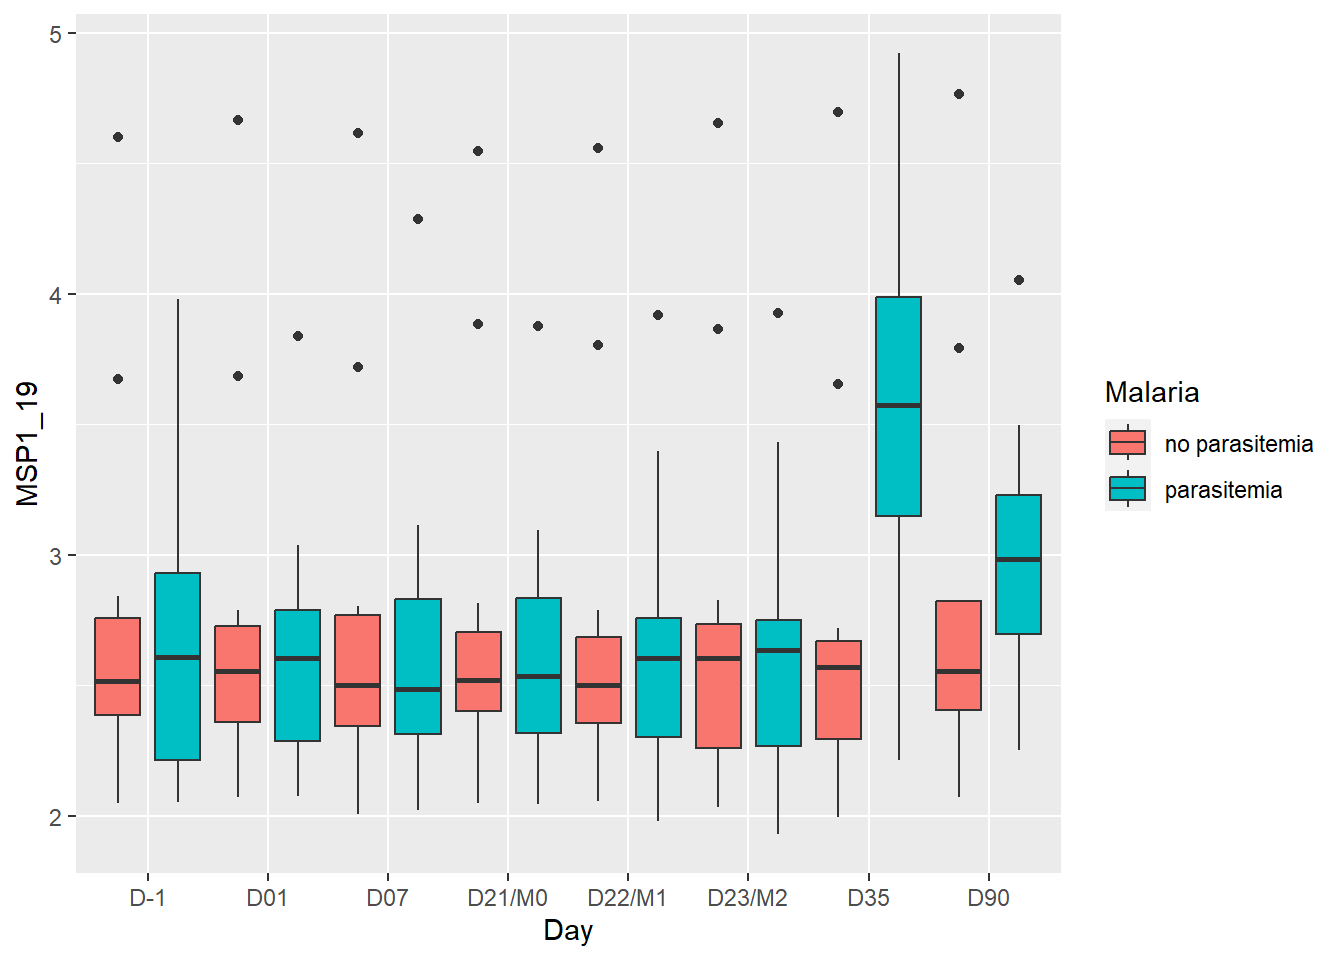 5
4
3
2
MSP1_19
D-1 D01 D07 D21/M0 D22/M1 D23/M2 D35 D90
Day
Malaria
no parasitemia
parasitemia